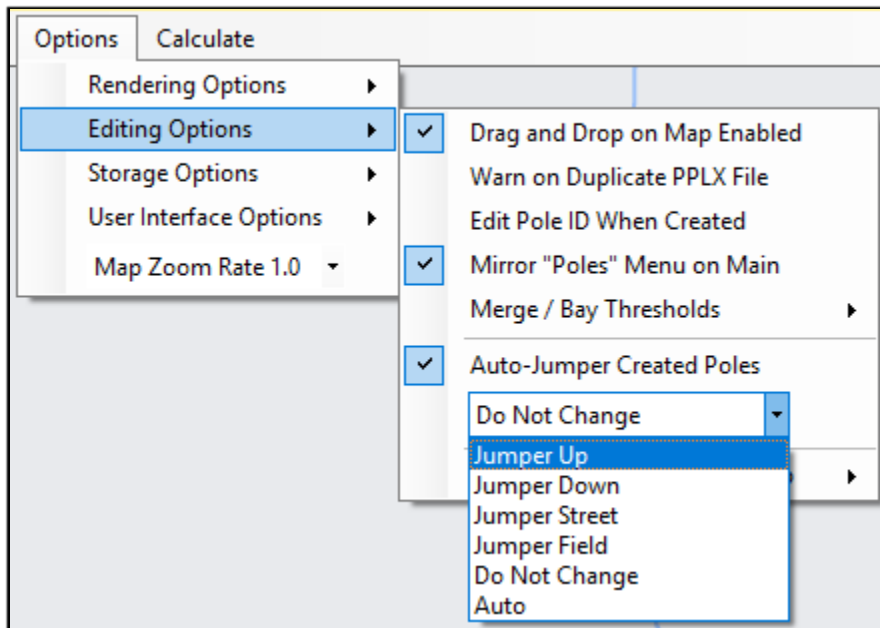 Options Calculate
Rendering Options
Editing Options
Storage Options
User Interface Options
Map Zoom Rate 1.0
Drag and Drop on Map Enabled
Warn on Duplicate PPLX File
Edit Pole ID When Created
Mirror "Poles" Menu on Main
Merge / Bay Thresholds
Auto-Jumper Created Poles
Do Not Change
Jumper Up
Jumper Down
Jumper Street
Jumper Field
Do Not Change
Auto